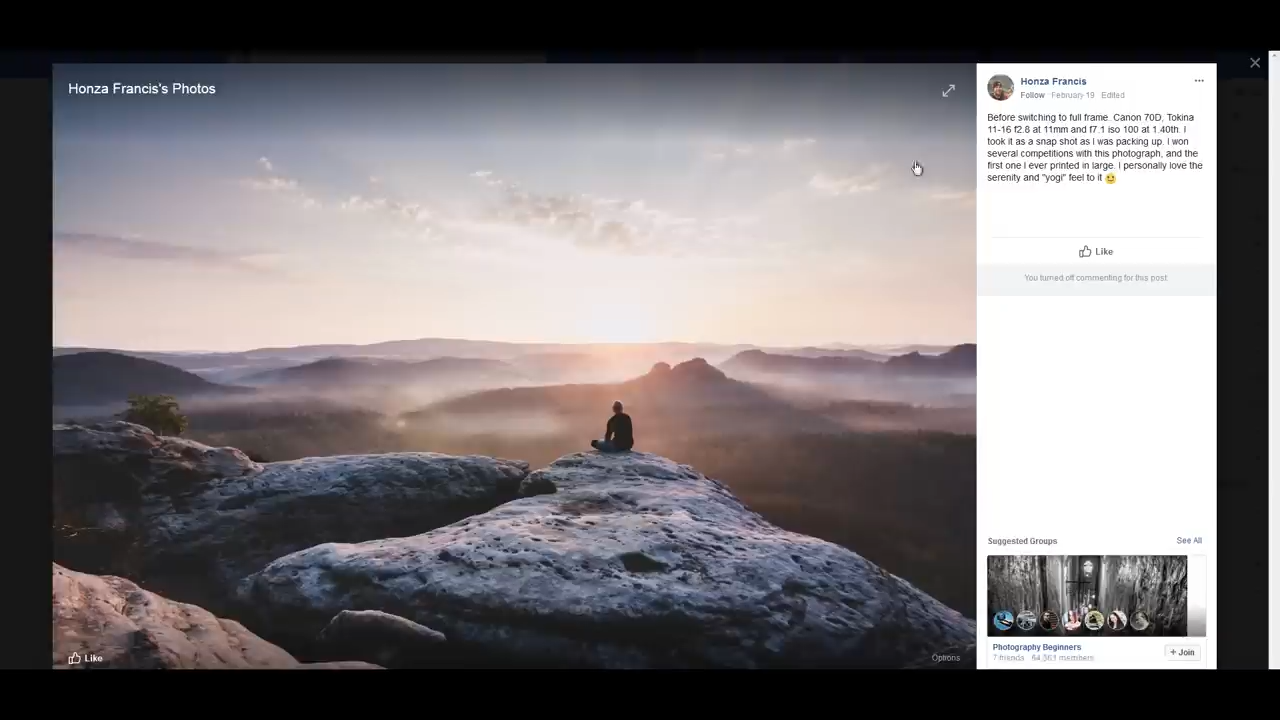 Honza Francis's Photos
Honza Francis
Follow · February 19 · Edited
Before switching to full frame. Canon 70D, Tokina
11-16 f2.8 at 11mm and f7.1 iso 100 at 1.40th. I
took it as a snap shot as I was packing up. I won
several competitions with this photograph, and the
first one I ever printed in large. I personally love the
serenity and "yogi" feel to it
Like
You turned off commenting for this post.
Suggested Groups
See All
Photography Beginners
7 friends
members
+ Join
Like
Options